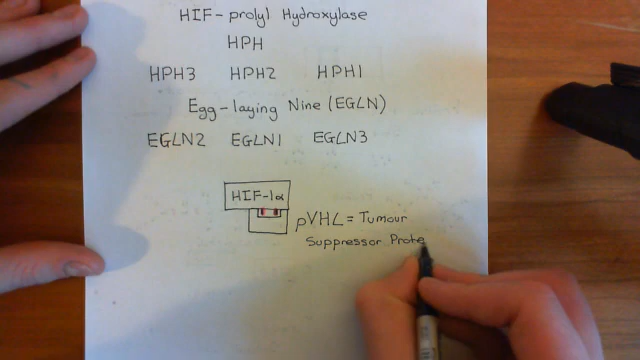 HIF-prolyl Hydroxylase
HPH
HPH3 HPH2 HPH1
Egg-laying Nine (EGLN)
EGLN2 EGLN1 EGLN3
HIF-1α
pVHL = Tumour
Suppressor Prote